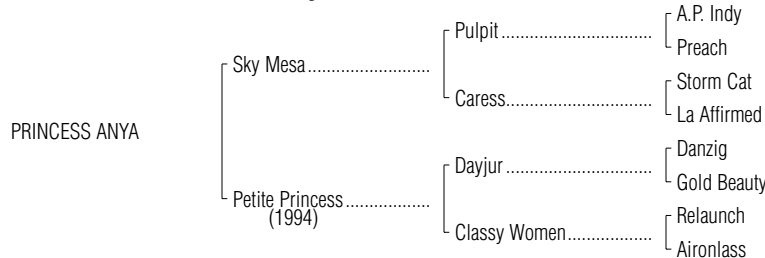 A.P. Indy
Pulpit
Preach
Sky Mesa
Storm Cat
Caress
La Affirmed
PRINCESS ANYA
Danzig
Dayjur
Gold Beauty
Petite Princess
(1994)
Relaunch
Classy Women
Aironlass